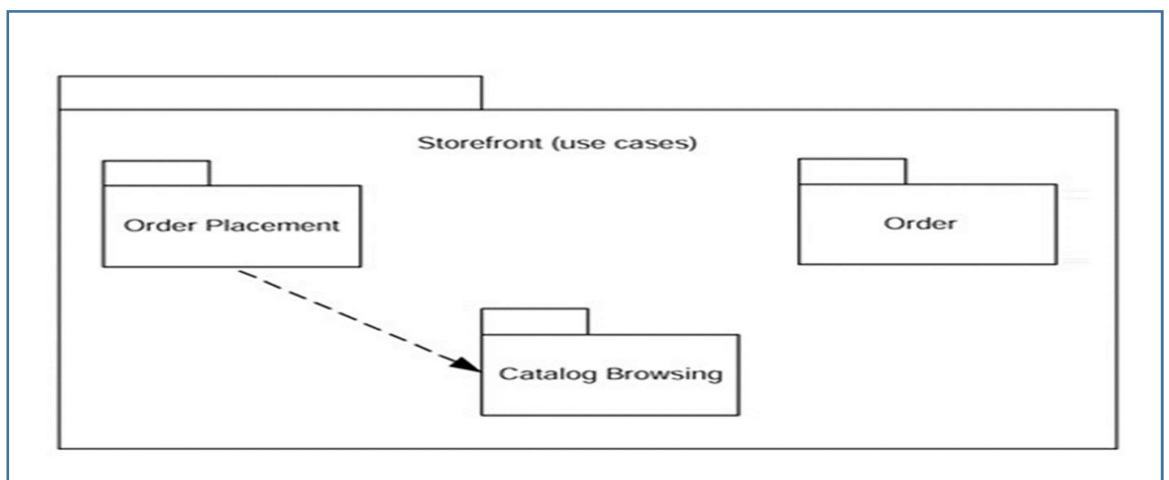 Storefront (use cases)
Order Placement
Order
Catalog Browsing